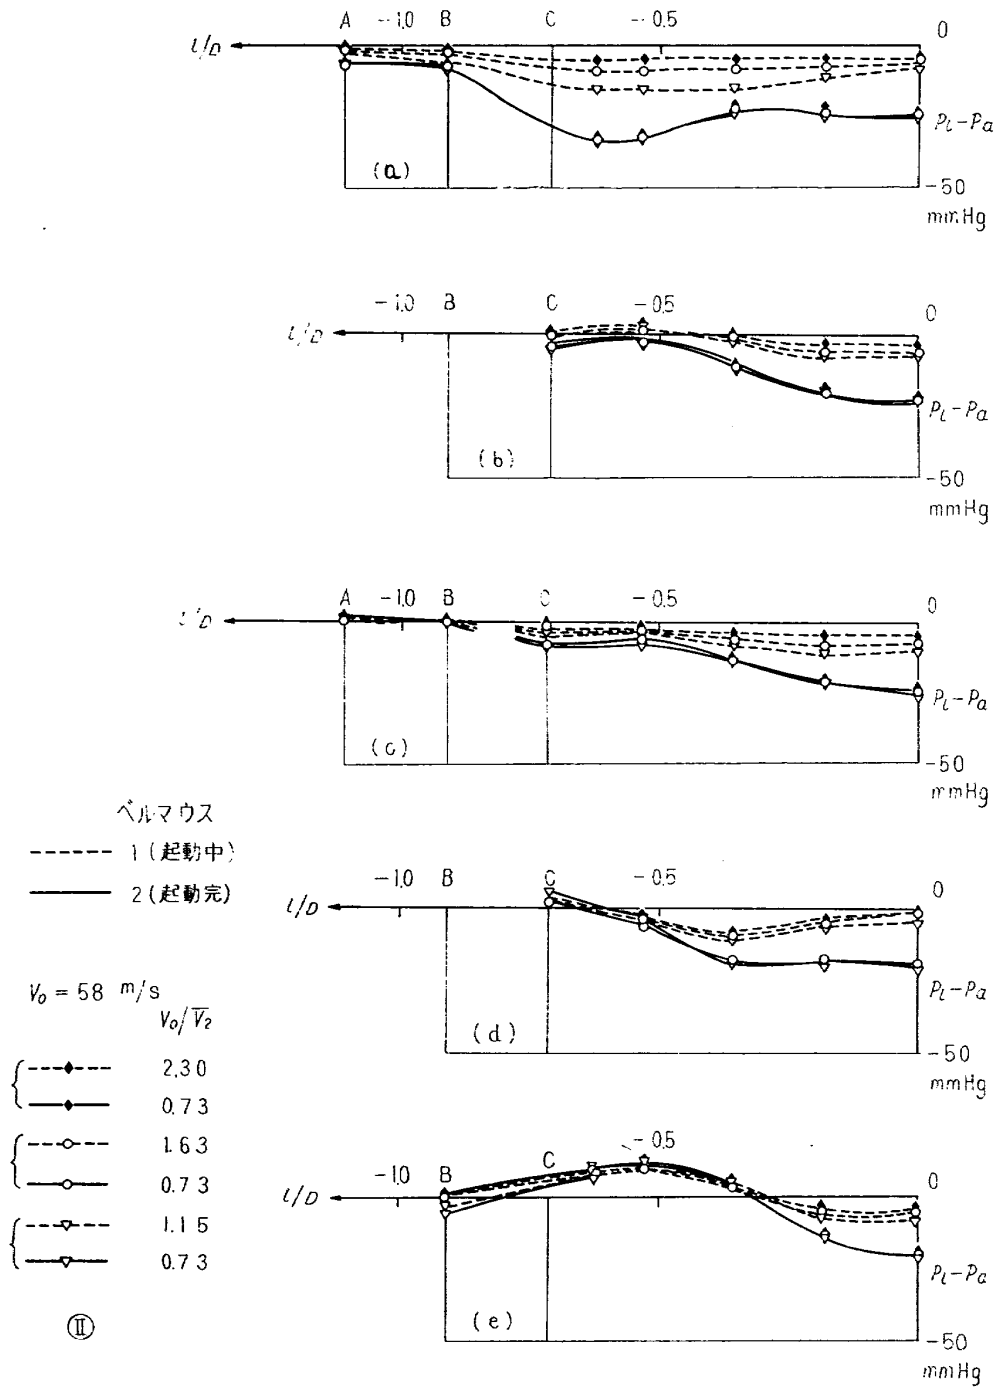 A -1.0 B C -0.5 0
l/D
Pl-Pa
(a)
-50
mmHg
-1.0 B C -0.5 0
l/D
Pl-Pa
(b)
-50
mmHg
A -1.0 B C -0.5 0
l/D
Pl-Pa
(c)
-50
mmHg
ベルマウス
1 (起動中)
2 (起動完)
-1.0 B C -0.5 0
l/D
Pl-Pa
(d)
-50
mmHg
V₀ = 58 m/s
V₀/V̅₂
2.30
0.73
1.63
0.73
1.15
0.73
-1.0 B C -0.5 0
l/D
Pl-Pa
(e)
-50
mmHg
Ⅱ